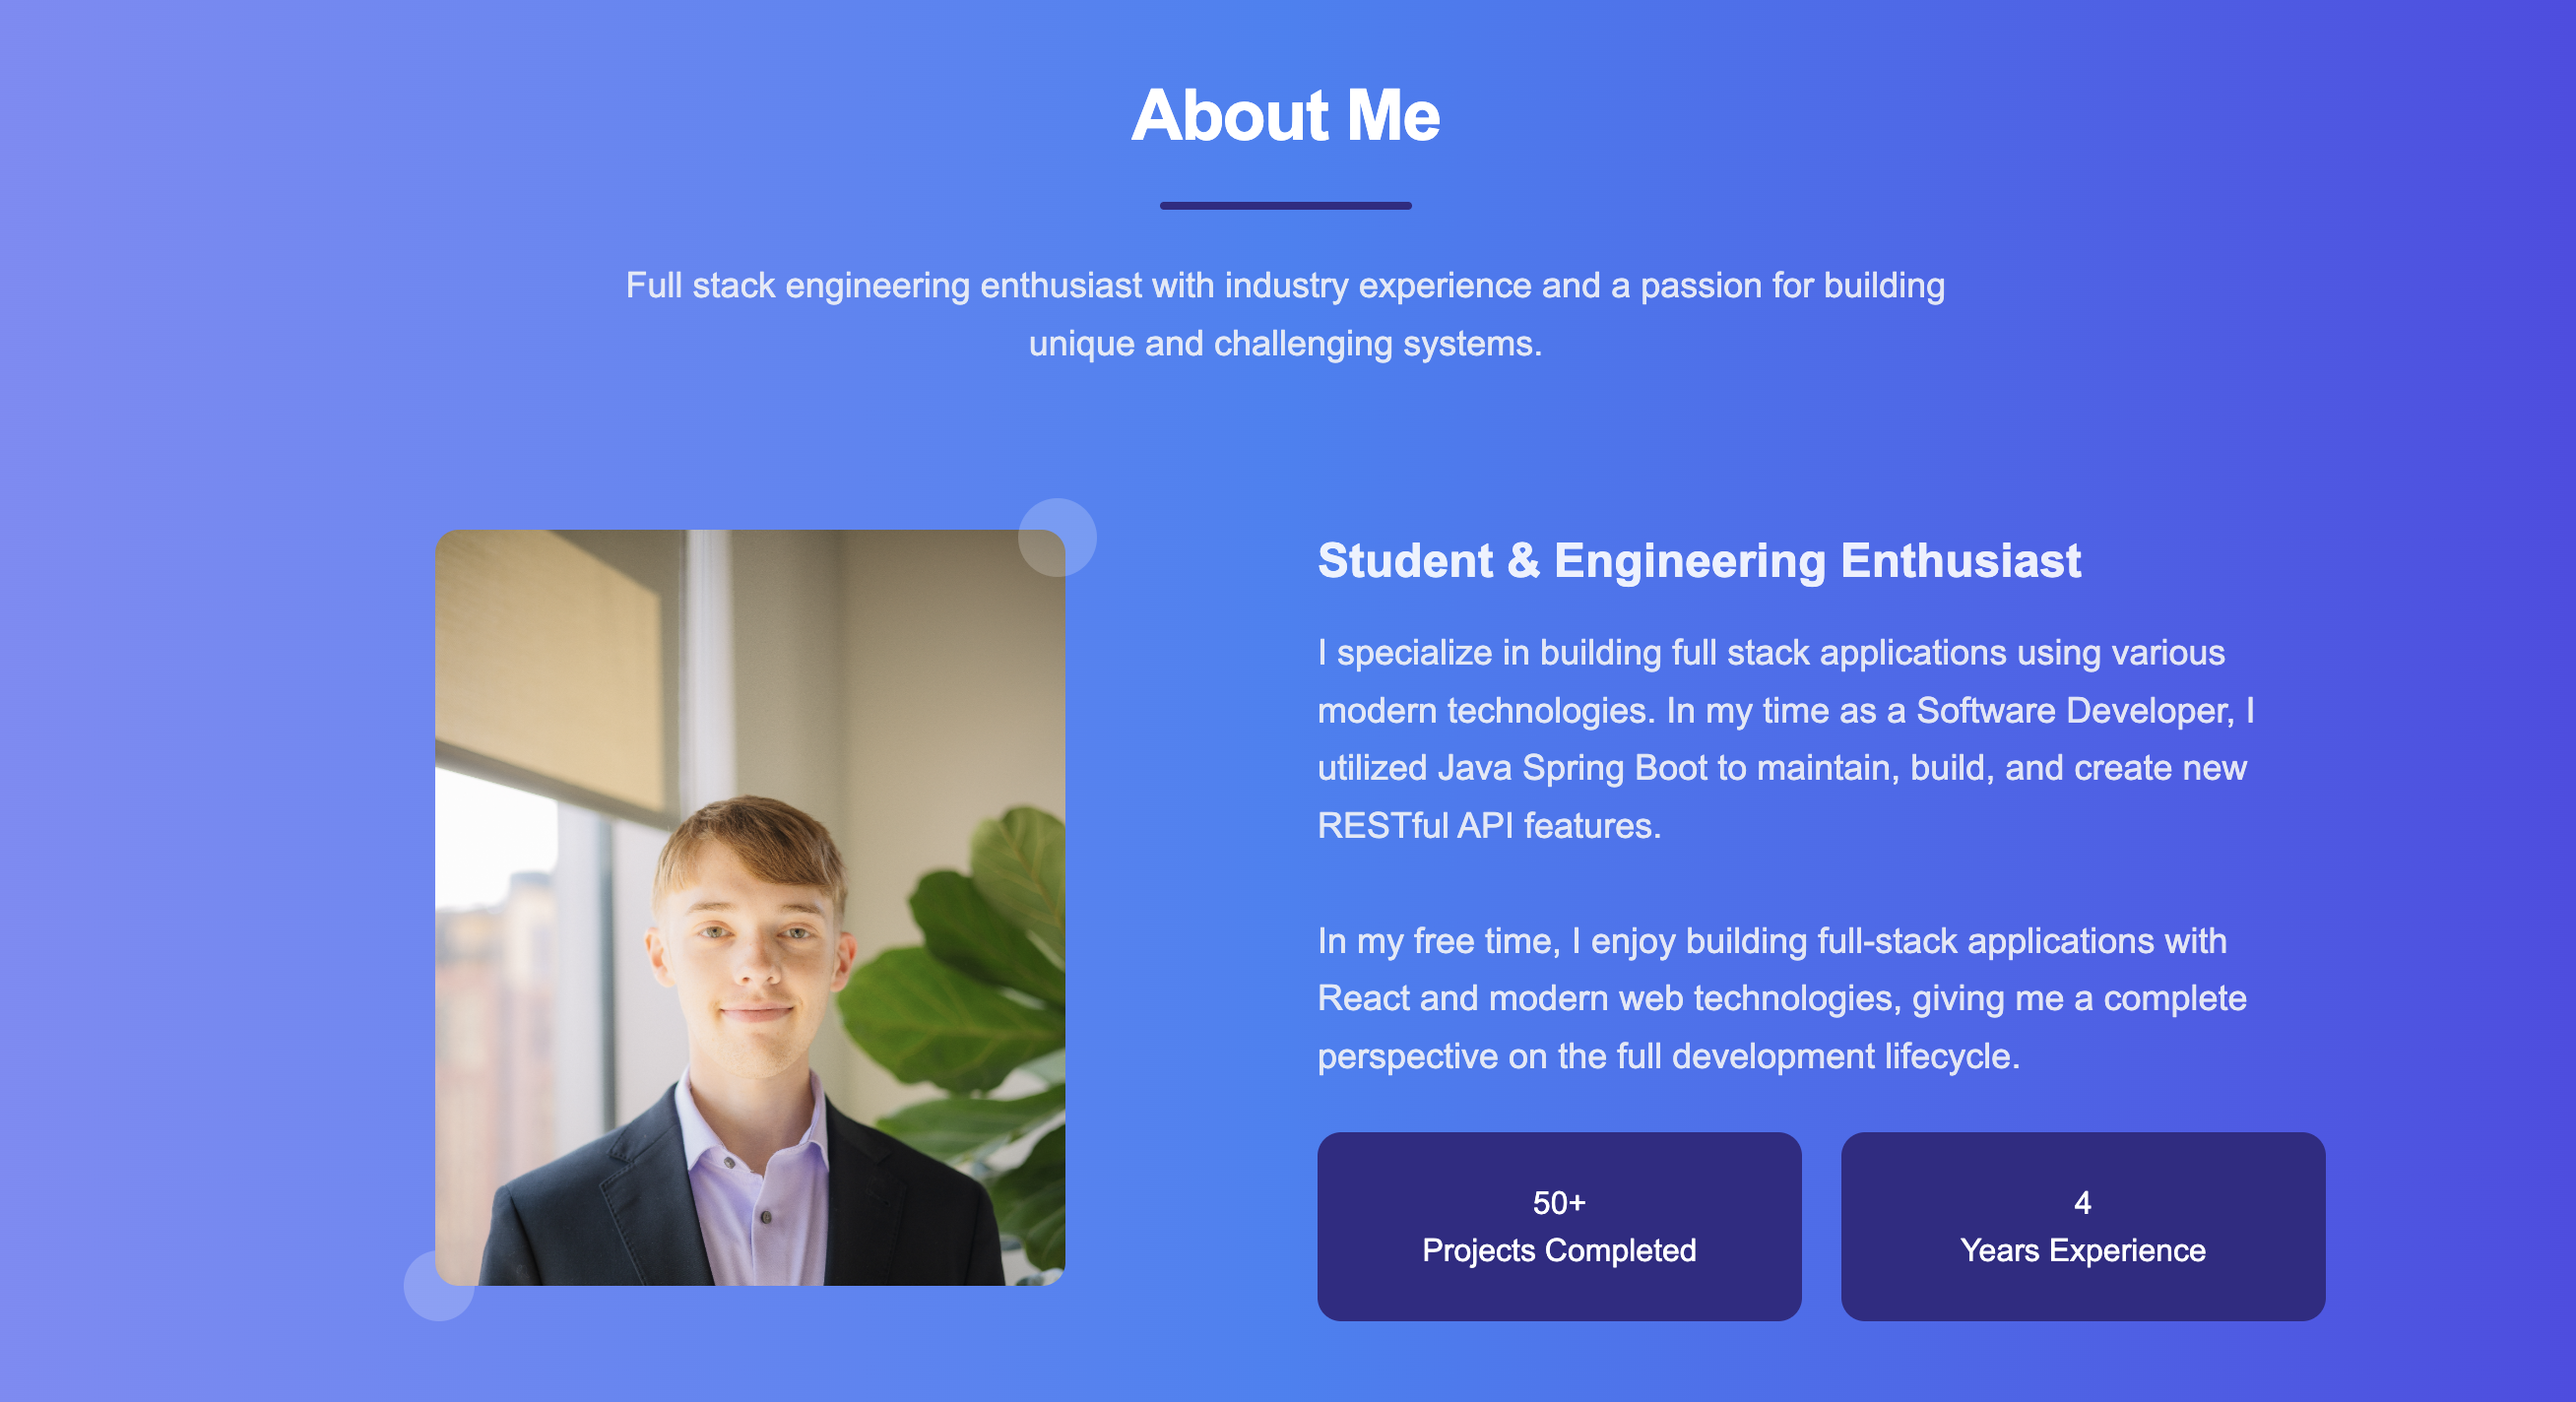 About Me
Full stack engineering enthusiast with industry experience and a passion for building
unique and challenging systems.
Student & Engineering Enthusiast
I specialize in building full stack applications using various
modern technologies. In my time as a Software Developer, I
utilized Java Spring Boot to maintain, build, and create new
RESTful API features.
In my free time, I enjoy building full-stack applications with
React and modern web technologies, giving me a complete
perspective on the full development lifecycle.
50+
Projects Completed
4
Years Experience